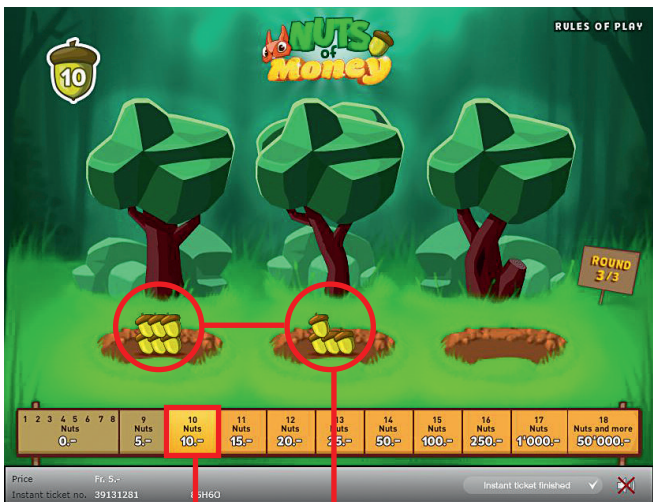 RULES OF PLAY
NUTS
of
Money
10
ROUND
3/3
1 2 3 4 5 6 7 8
Nuts
0.–
9
Nuts
5.–
10
Nuts
10.–
11
Nuts
15.–
12
Nuts
20.–
13
Nuts
25.–
14
Nuts
50.–
15
Nuts
100.–
16
Nuts
250.–
17
Nuts
1'000.–
18
Nuts and more
50'000.–
Price Fr. 5.-
Instant ticket no. 39131281
Instant ticket finished